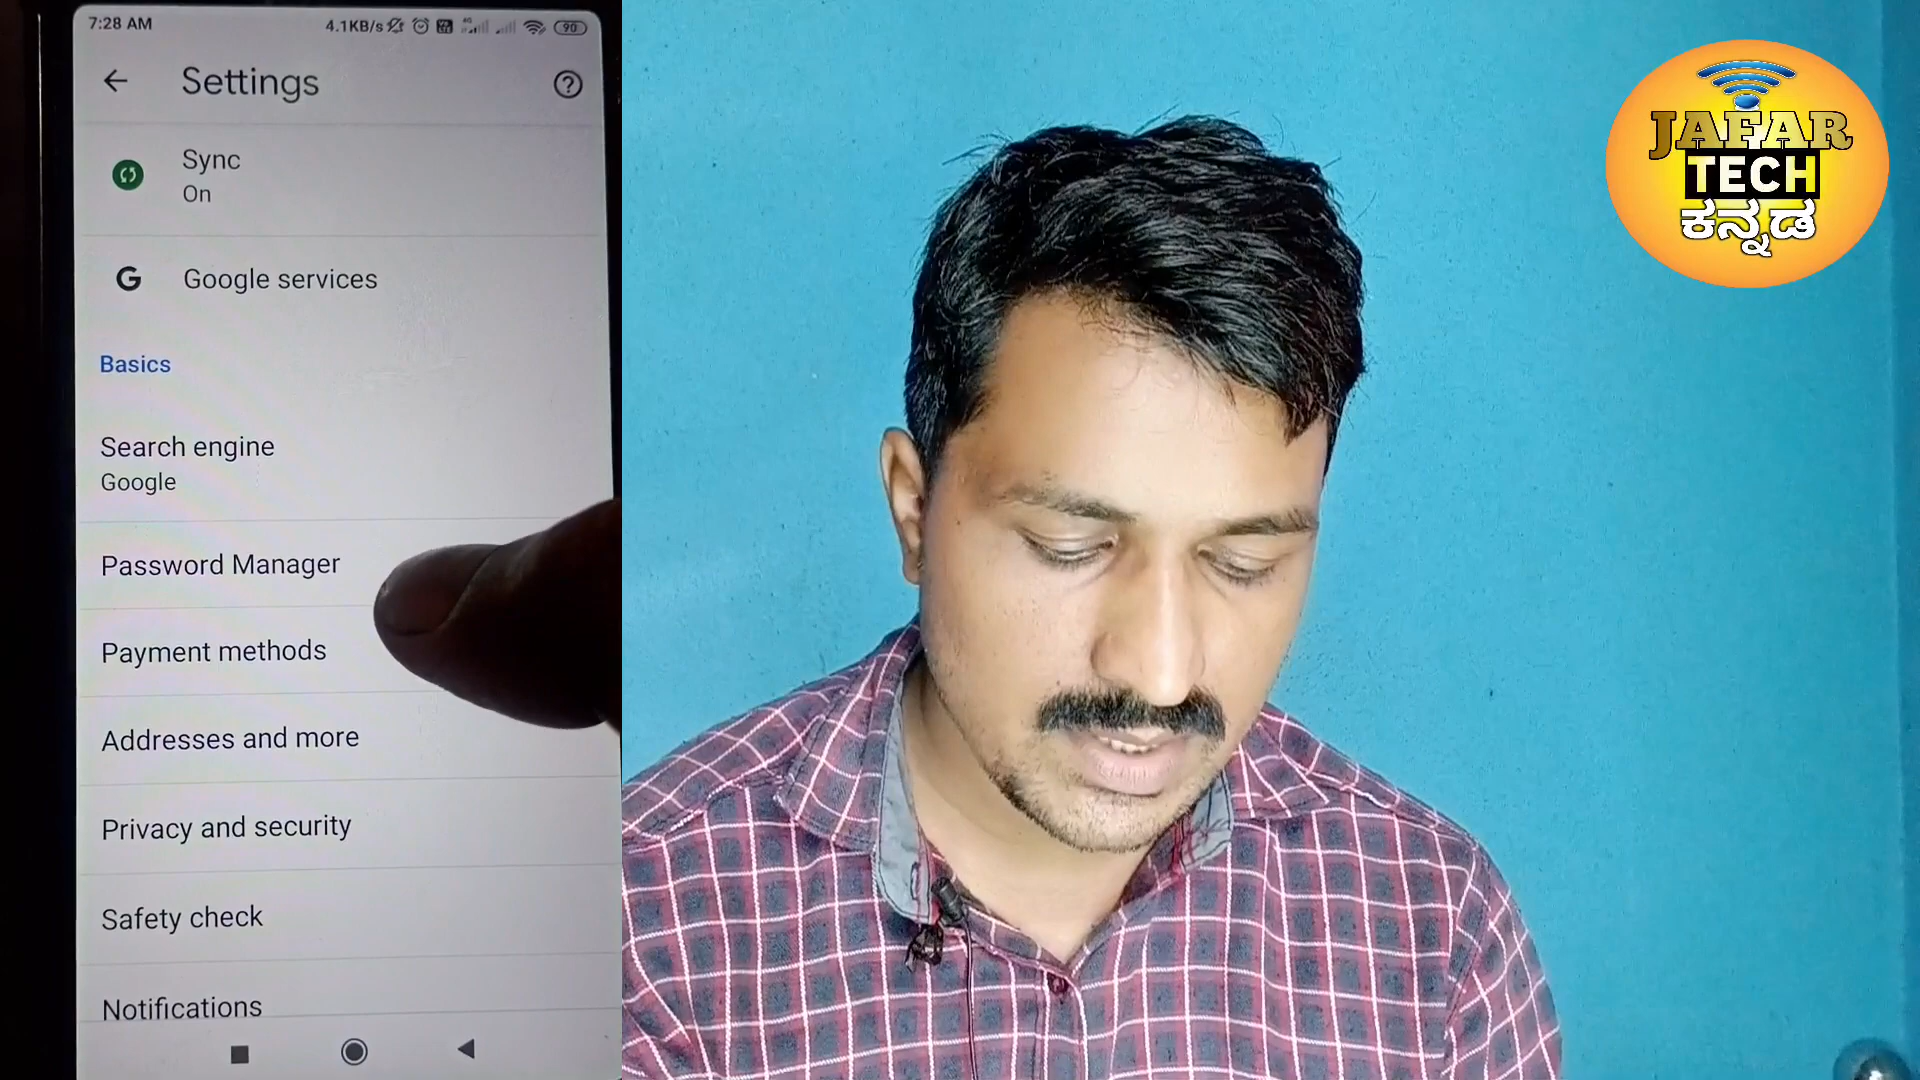 7:28 AM
4.1KB/s
90
Settings
Sync
On
G
Google services
Basics
Search engine
Google
Password Manager
Payment methods
Addresses and more
Privacy and security
Safety check
Notifications
JAFAR
TECH
ಕನ್ನಡ